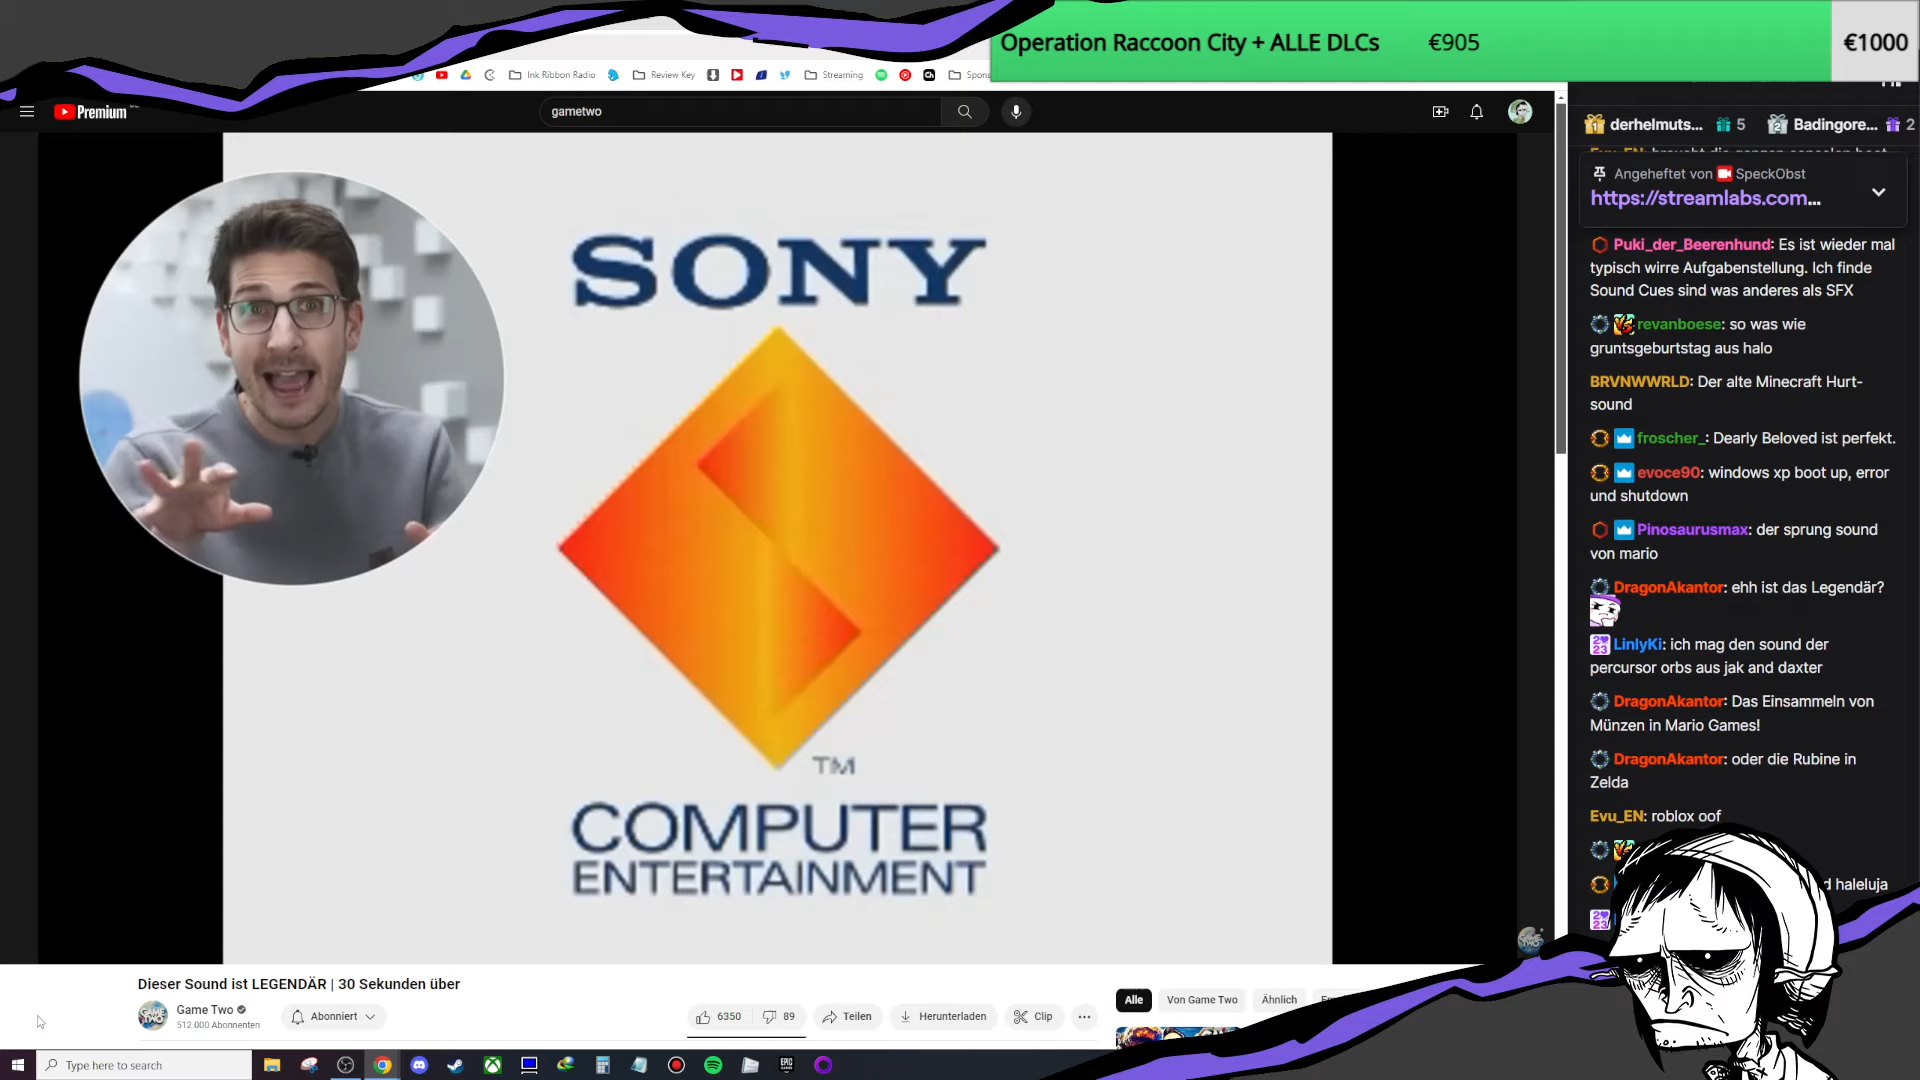 Operation Raccoon City + ALLE DLCs €905 €1000
Ink Ribbon Radio Review Key Streaming
Premium
gametwo
derhelmuts... 5 Badingore... 2
Angeheftet von SpeckObst
https://streamlabs.com...
Puki_der_Beerenhund: Es ist wieder mal
typisch wirre Aufgabenstellung. Ich finde
Sound Cues sind was anderes als SFX
revanboese: so was wie
gruntsgeburtstag aus halo
BRVNWWRLD: Der alte Minecraft Hurt-
sound
froscher_: Dearly Beloved ist perfekt.
evoce90: windows xp boot up, error
und shutdown
Pinosaurusmax: der sprung sound
von mario
DragonAkantor: ehh ist das Legendär?
LinlyKi: ich mag den sound der
percursor orbs aus jak and daxter
DragonAkantor: Das Einsammeln von
Münzen in Mario Games!
DragonAkantor: oder die Rubine in
Zelda
Evu_EN: roblox oof
d haleluja
SONY
TM
COMPUTER
ENTERTAINMENT
Dieser Sound ist LEGENDÄR | 30 Sekunden über
Game Two
512.000 Abonnenten
Abonniert
6350 89 Teilen Herunterladen Clip
Alle Von Game Two Ähnlich
Type here to search